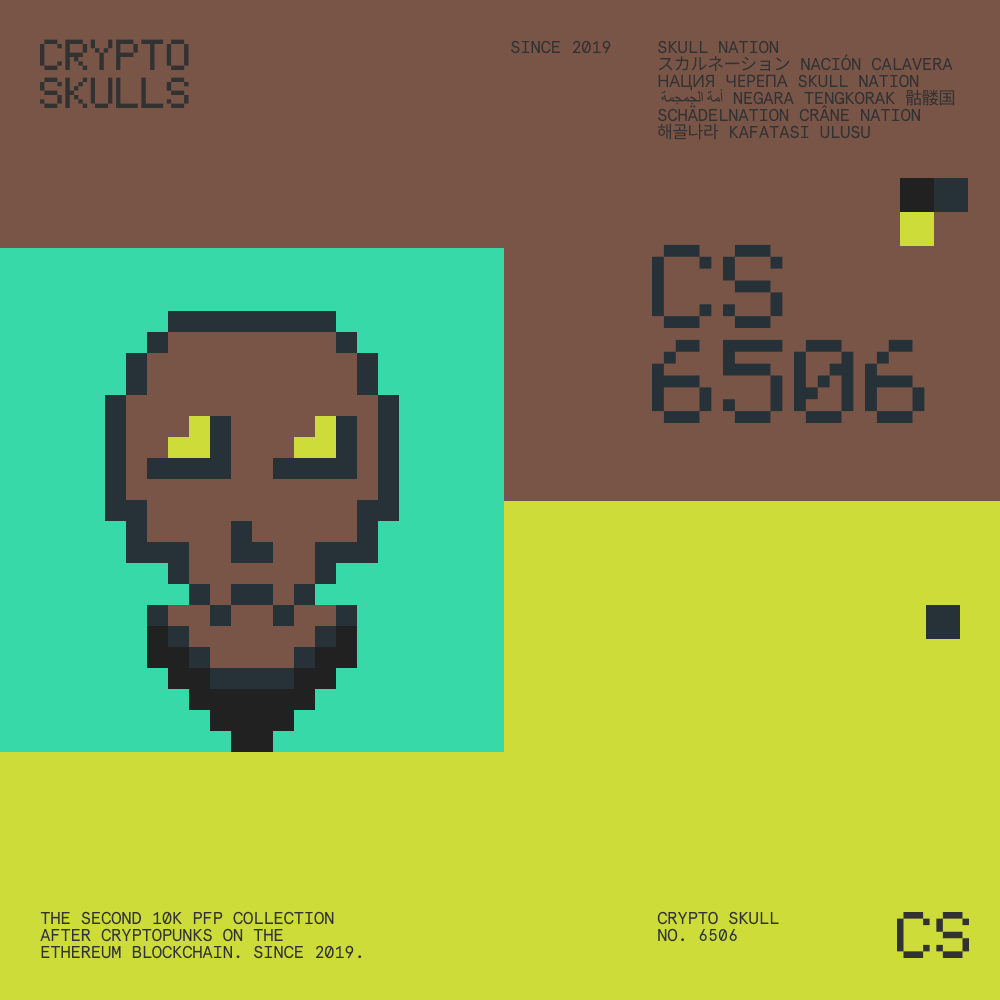 CRYPTO
SKULLS
SINCE 2019
SKULL NATION
スカルネーション NACIÓN CALAVERA
НАЦИЯ ЧЕРЕПА SKULL NATION
أمة الجمجمة NEGARA TENGKORAK 骷髅国
SCHÄDELNATION CRÂNE NATION
해골나라 KAFATASI ULUSU
CS
6506
THE SECOND 10K PFP COLLECTION
AFTER CRYPTOPUNKS ON THE
ETHEREUM BLOCKCHAIN. SINCE 2019.
CRYPTO SKULL
NO. 6506
CS